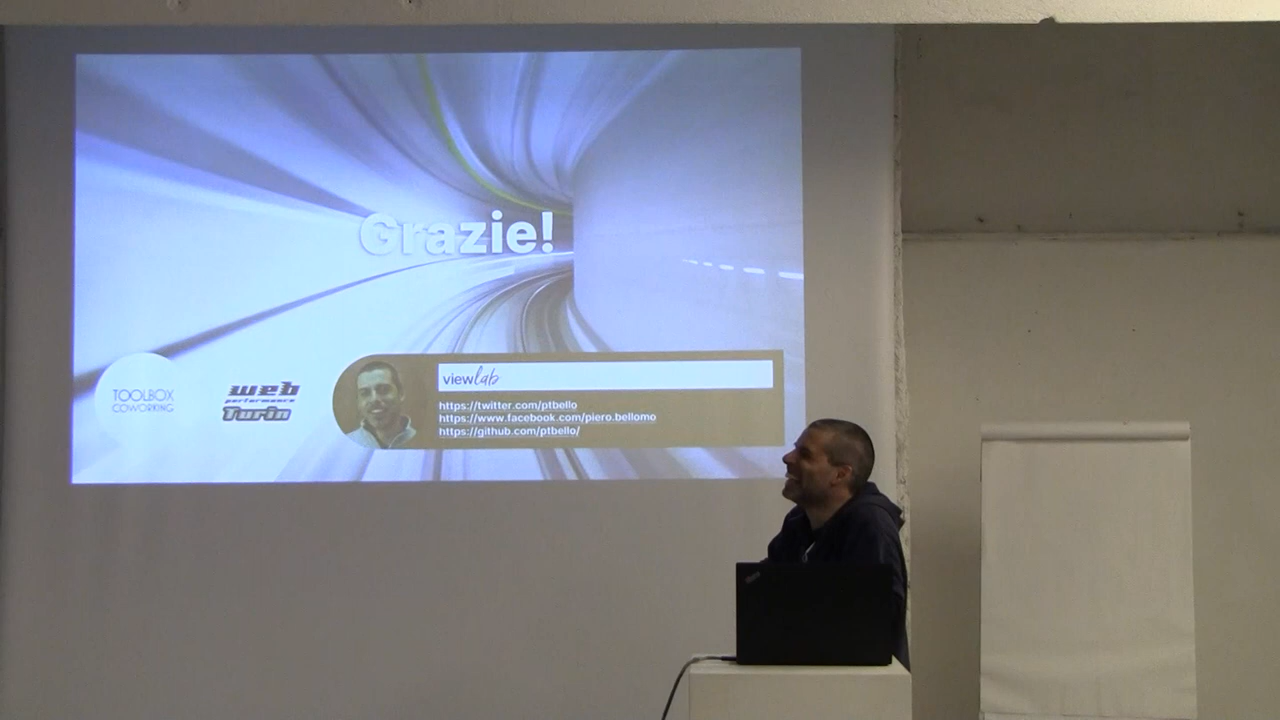 Grazie!
TOOLBOX
COWORKING
web
performance
Turin
viewlab
https://twitter.com/ptbello
https://www.facebook.com/piero.bellomo
https://github.com/ptbello/